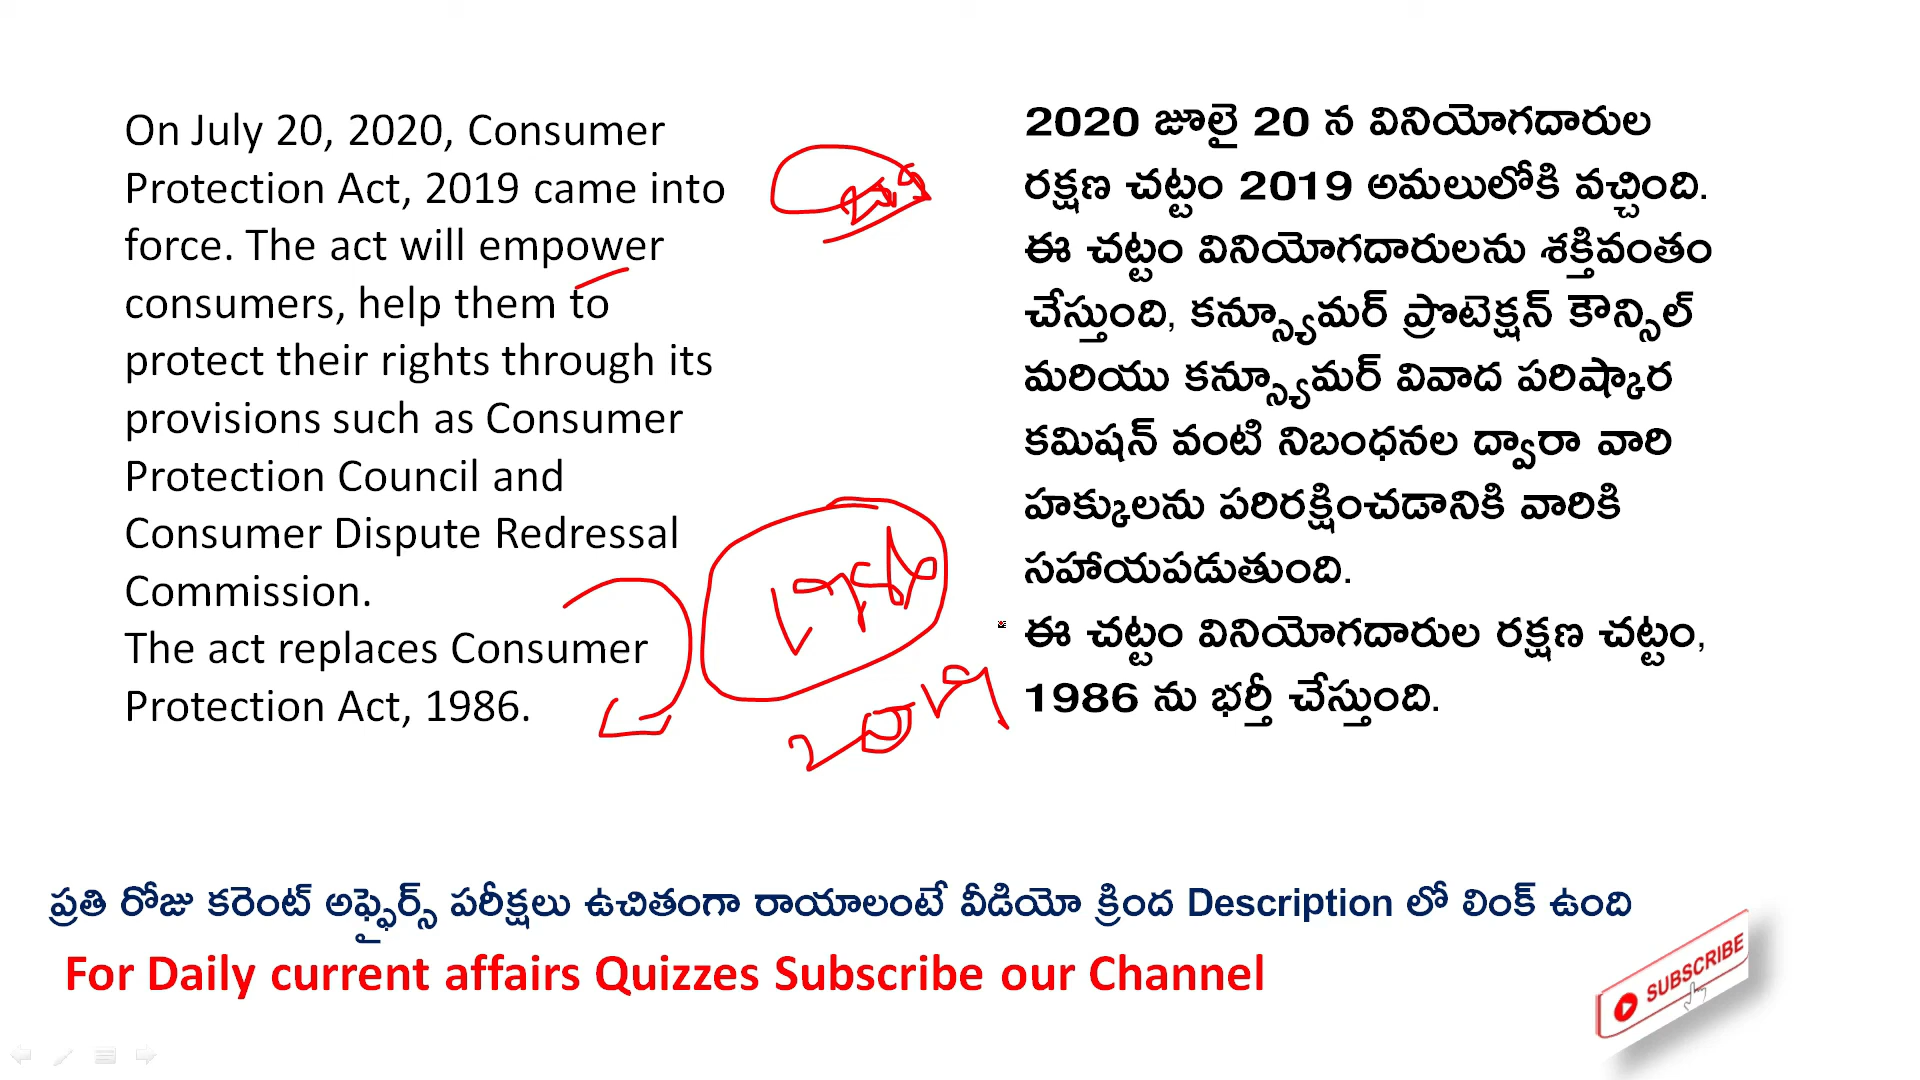 On July 20, 2020, Consumer
Protection Act, 2019 came into
force. The act will empower
consumers, help them to
protect their rights through its
provisions such as Consumer
Protection Council and
Consumer Dispute Redressal
Commission.
The act replaces Consumer
Protection Act, 1986.
2019
2020 జూలై 20 న వినియోగదారుల
రక్షణ చట్టం 2019 అమలులోకి వచ్చింది.
ఈ చట్టం వినియోగదారులను శక్తివంతం
చేస్తుంది, కన్స్యూమర్ ప్రొటెక్షన్ కౌన్సిల్
మరియు కన్స్యూమర్ వివాద పరిష్కార
కమిషన్ వంటి నిబంధనల ద్వారా వారి
హక్కులను పరిరక్షించడానికి వారికి
సహాయపడుతుంది.
ఈ చట్టం వినియోగదారుల రక్షణ చట్టం,
1986 ను భర్తీ చేస్తుంది.
ప్రతి రోజు కరెంట్ అఫ్ఫైర్స్ పరీక్షలు ఉచితంగా రాయాలంటే వీడియో క్రింద Description లో లింక్ ఉంది
For Daily current affairs Quizzes Subscribe our Channel
SUBSCRIBE